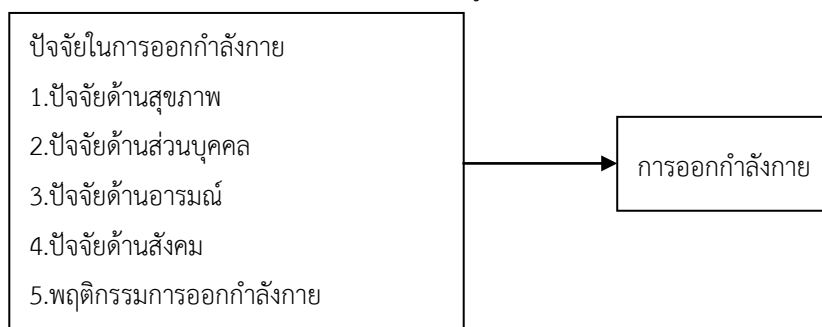 ปัจจัยในการออกกำลังกาย
1.ปัจจัยด้านสุขภาพ
2.ปัจจัยด้านส่วนบุคคล
3.ปัจจัยด้านอารมณ์
4.ปัจจัยด้านสังคม
5.พฤติกรรมการออกกำลังกาย
การออกกำลังกาย